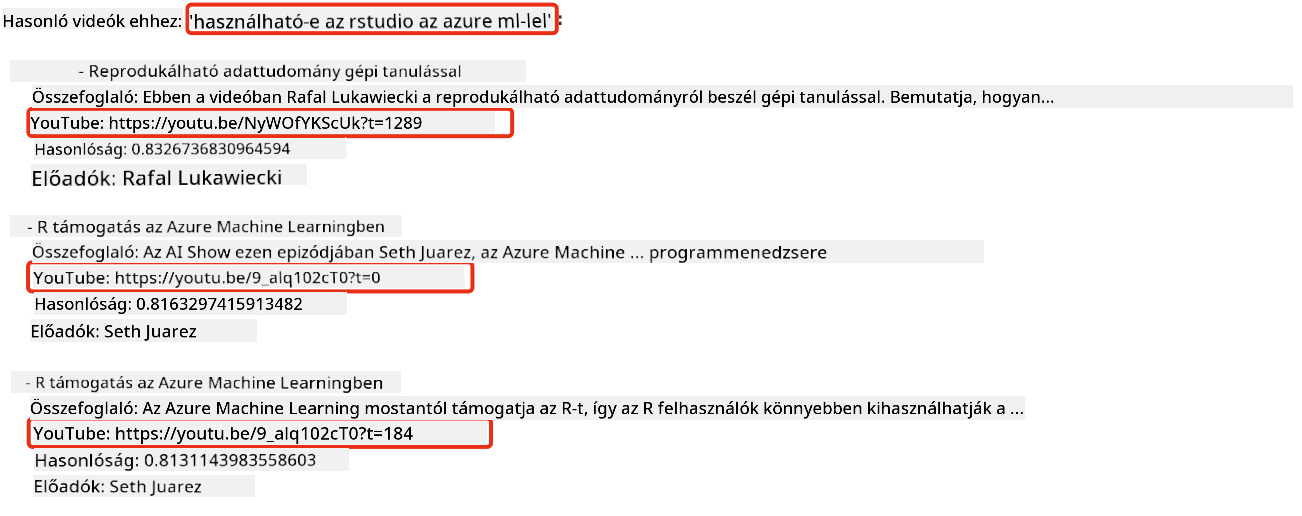 Hasonló videók ehhez: 'használható-e az rstudio az azure ml-lel':
- Reprodukálható adattudomány gépi tanulással
Összefoglaló: Ebben a videóban Rafal Lukawiecki a reprodukálható adattudományról beszél gépi tanulással. Bemutatja, hogyan...
YouTube: https://youtu.be/NyWOfYKScUk?t=1289
Hasonlóság: 0.8326736830964594
Előadók: Rafal Lukawiecki
- R támogatás az Azure Machine Learningben
Összefoglaló: Az AI Show ezen epizódjában Seth Juarez, az Azure Machine ... programmenedzsere
YouTube: https://youtu.be/9_alq102cT0?t=0
Hasonlóság: 0.8163297415913482
Előadók: Seth Juarez
- R támogatás az Azure Machine Learningben
Összefoglaló: Az Azure Machine Learning mostantól támogatja az R-t, így az R felhasználók könnyebben kihasználhatják a ...
YouTube: https://youtu.be/9_alq102cT0?t=184
Hasonlóság: 0.8131143983558603
Előadók: Seth Juarez